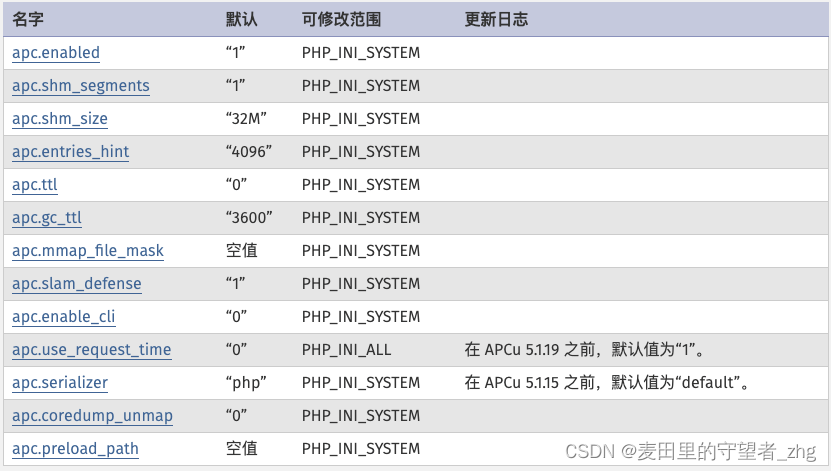 名字 默认 可修改范围 更新日志
apc.enabled “1” PHP_INI_SYSTEM
apc.shm_segments “1” PHP_INI_SYSTEM
apc.shm_size “32M” PHP_INI_SYSTEM
apc.entries_hint “4096” PHP_INI_SYSTEM
apc.ttl “0” PHP_INI_SYSTEM
apc.gc_ttl “3600” PHP_INI_SYSTEM
apc.mmap_file_mask 空值 PHP_INI_SYSTEM
apc.slam_defense “1” PHP_INI_SYSTEM
apc.enable_cli “0” PHP_INI_SYSTEM
apc.use_request_time “0” PHP_INI_ALL 在 APCu 5.1.19 之前，默认值为“1”。
apc.serializer “php” PHP_INI_SYSTEM 在 APCu 5.1.15 之前，默认值为“default”。
apc.coredump_unmap “0” PHP_INI_SYSTEM
apc.preload_path 空值 PHP_INI_SYSTEM
CSDN @麦田里的守望者_zhg